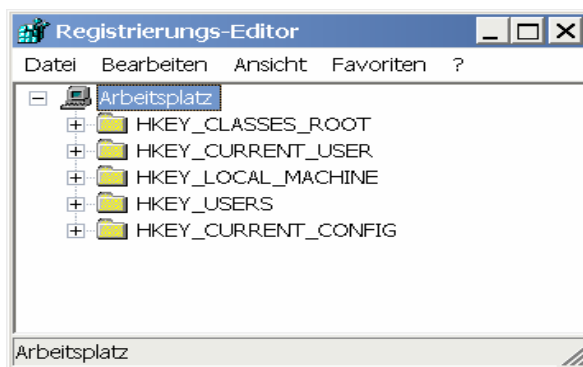 Registrierungs-Editor
Datei Bearbeiten Ansicht Favoriten ?
Arbeitsplatz
HKEY_CLASSES_ROOT
HKEY_CURRENT_USER
HKEY_LOCAL_MACHINE
HKEY_USERS
HKEY_CURRENT_CONFIG
Arbeitsplatz